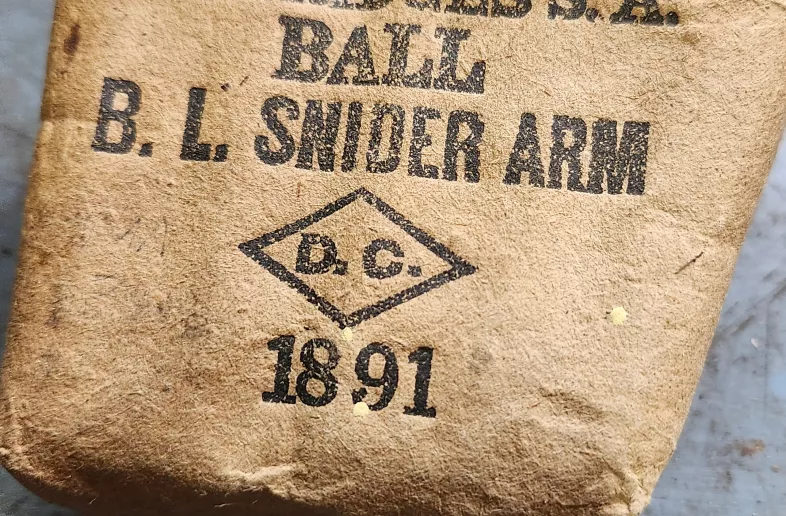 S. A.
BALL
B. L. SNIDER ARM
D. C.
1891